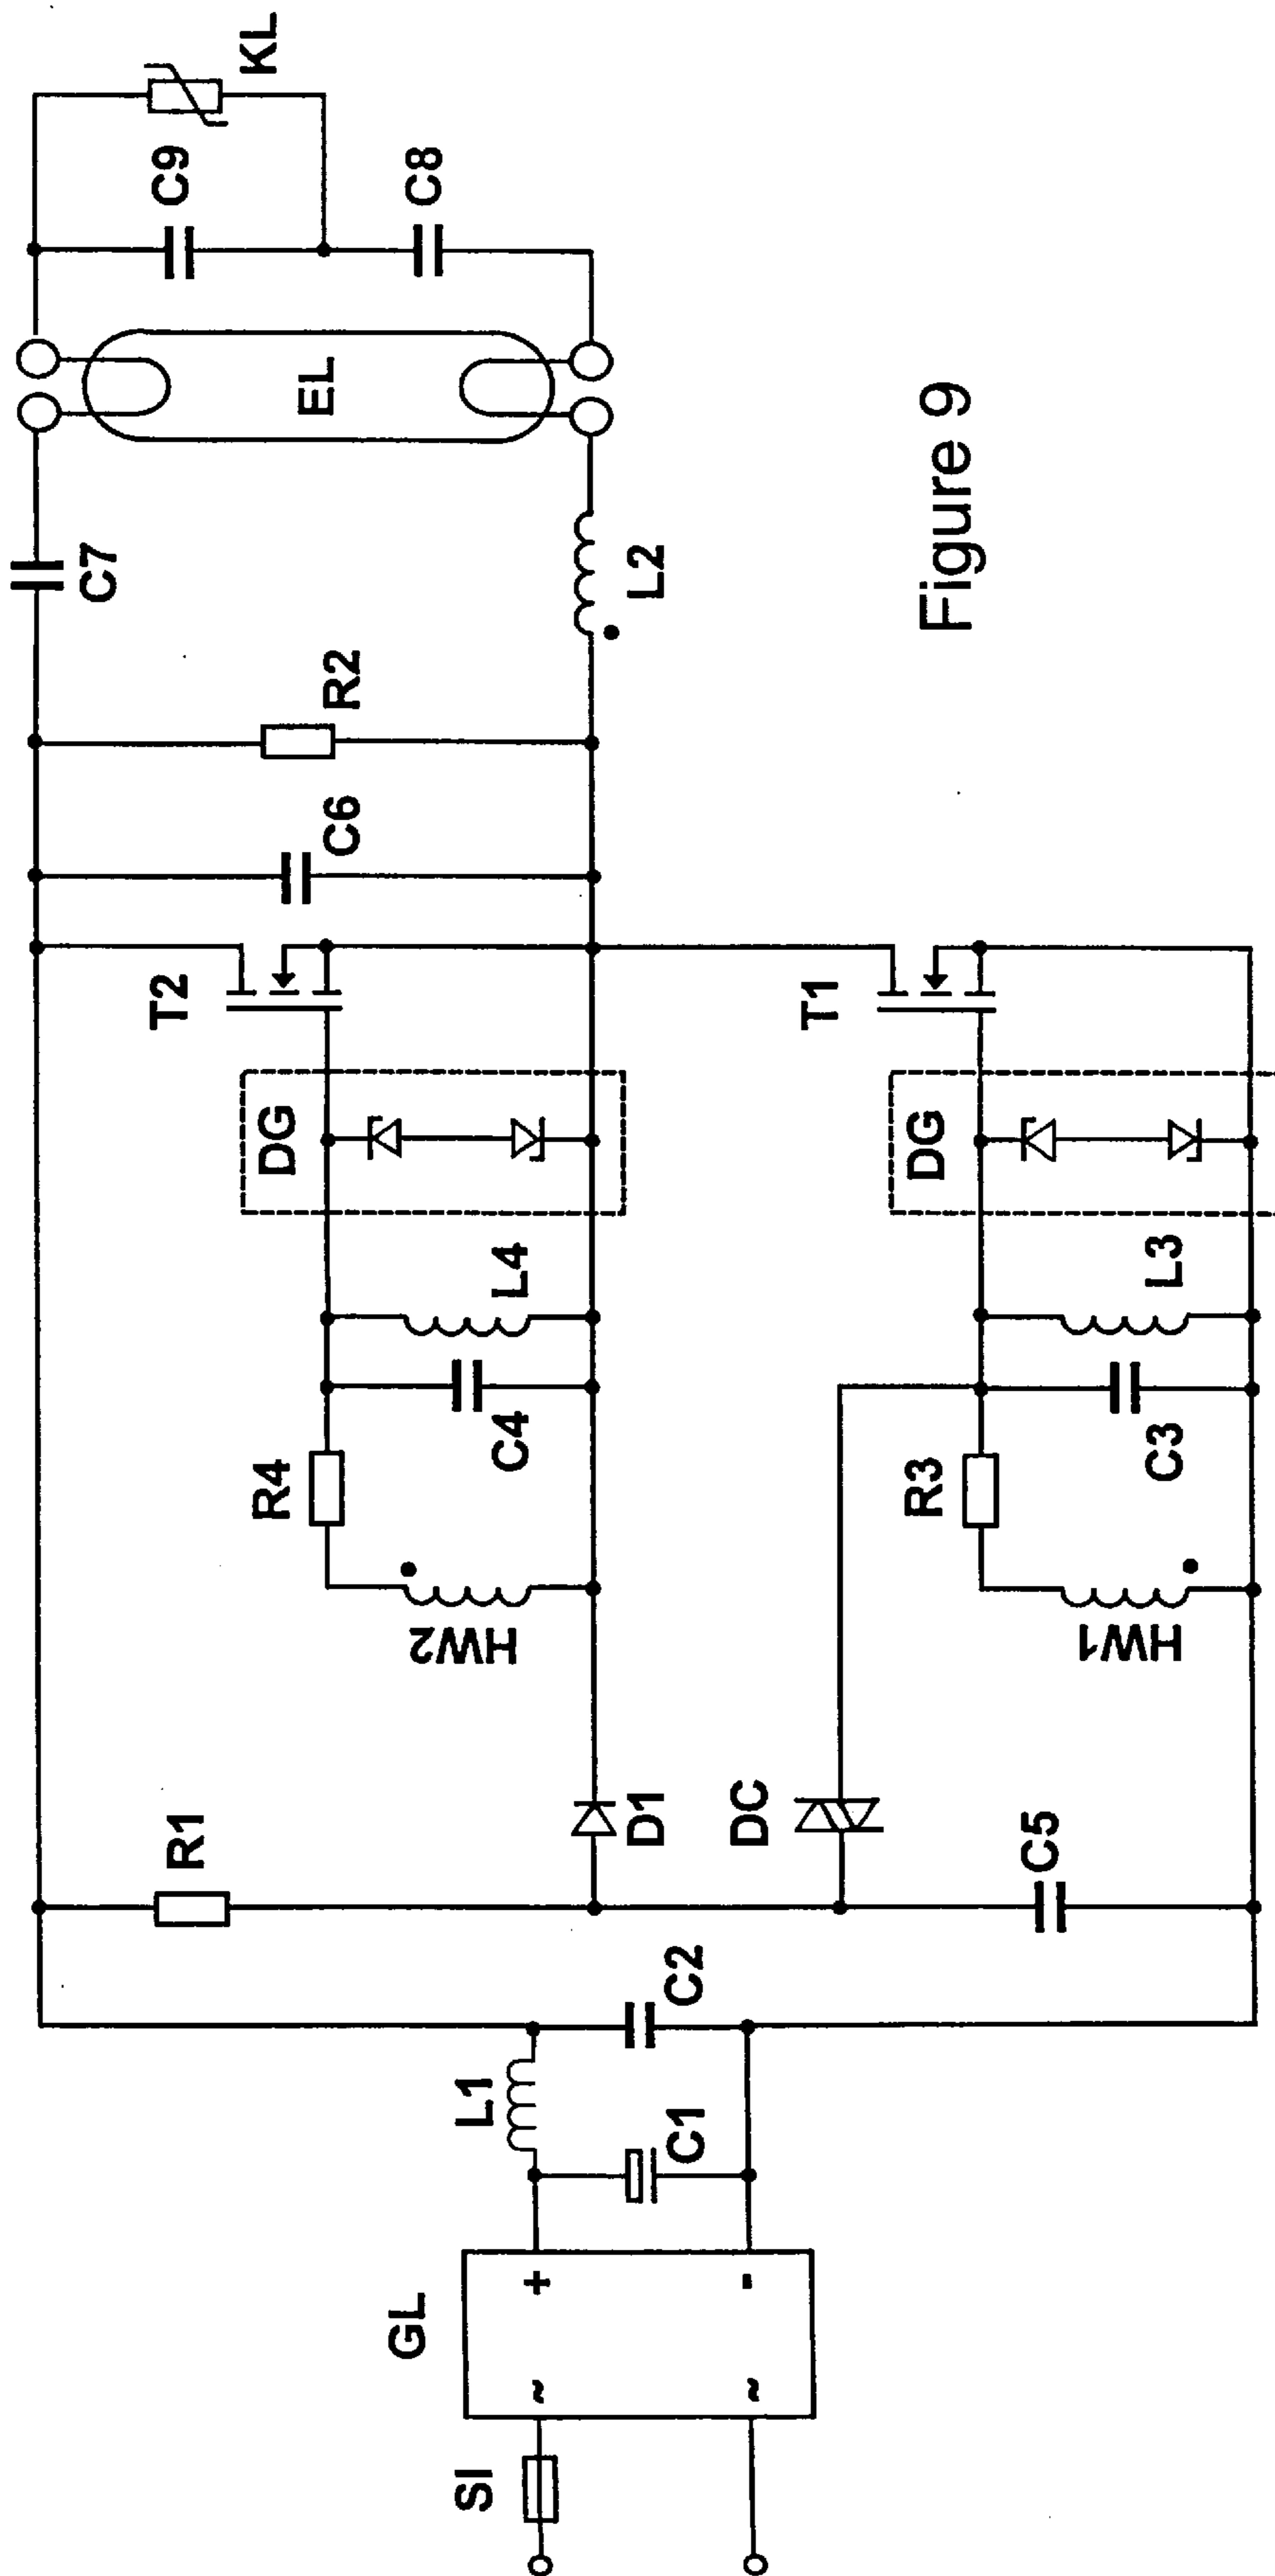 SI
GL
~
~
+
-
L1
C1
C2
R1
D1
DC
C5
HW2
R4
C4
L4
DG
T2
HW1
R3
C3
L3
DG
T1
C6
R2
C7
L2
EL
C9
C8
KL
Figure 9